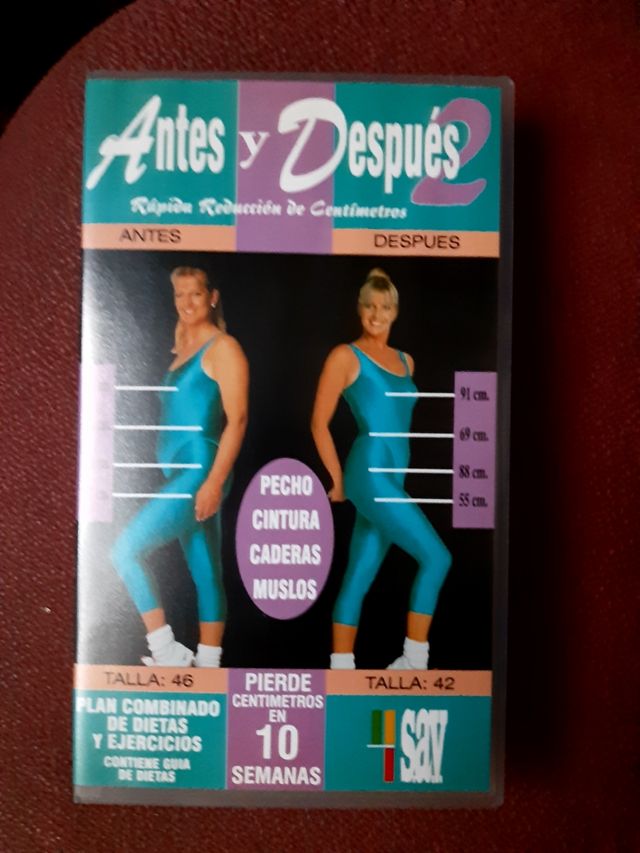 Antes y Después 2
Rápida Reducción de Centímetros
ANTES
DESPUES
91 cm.
69 cm.
88 cm.
55 cm.
PECHO
CINTURA
CADERAS
MUSLOS
TALLA: 46
TALLA: 42
PLAN COMBINADO
DE DIETAS
Y EJERCICIOS
CONTIENE GUIA
DE DIETAS
PIERDE
CENTIMETROS
EN
10
SEMANAS
s.a.v.